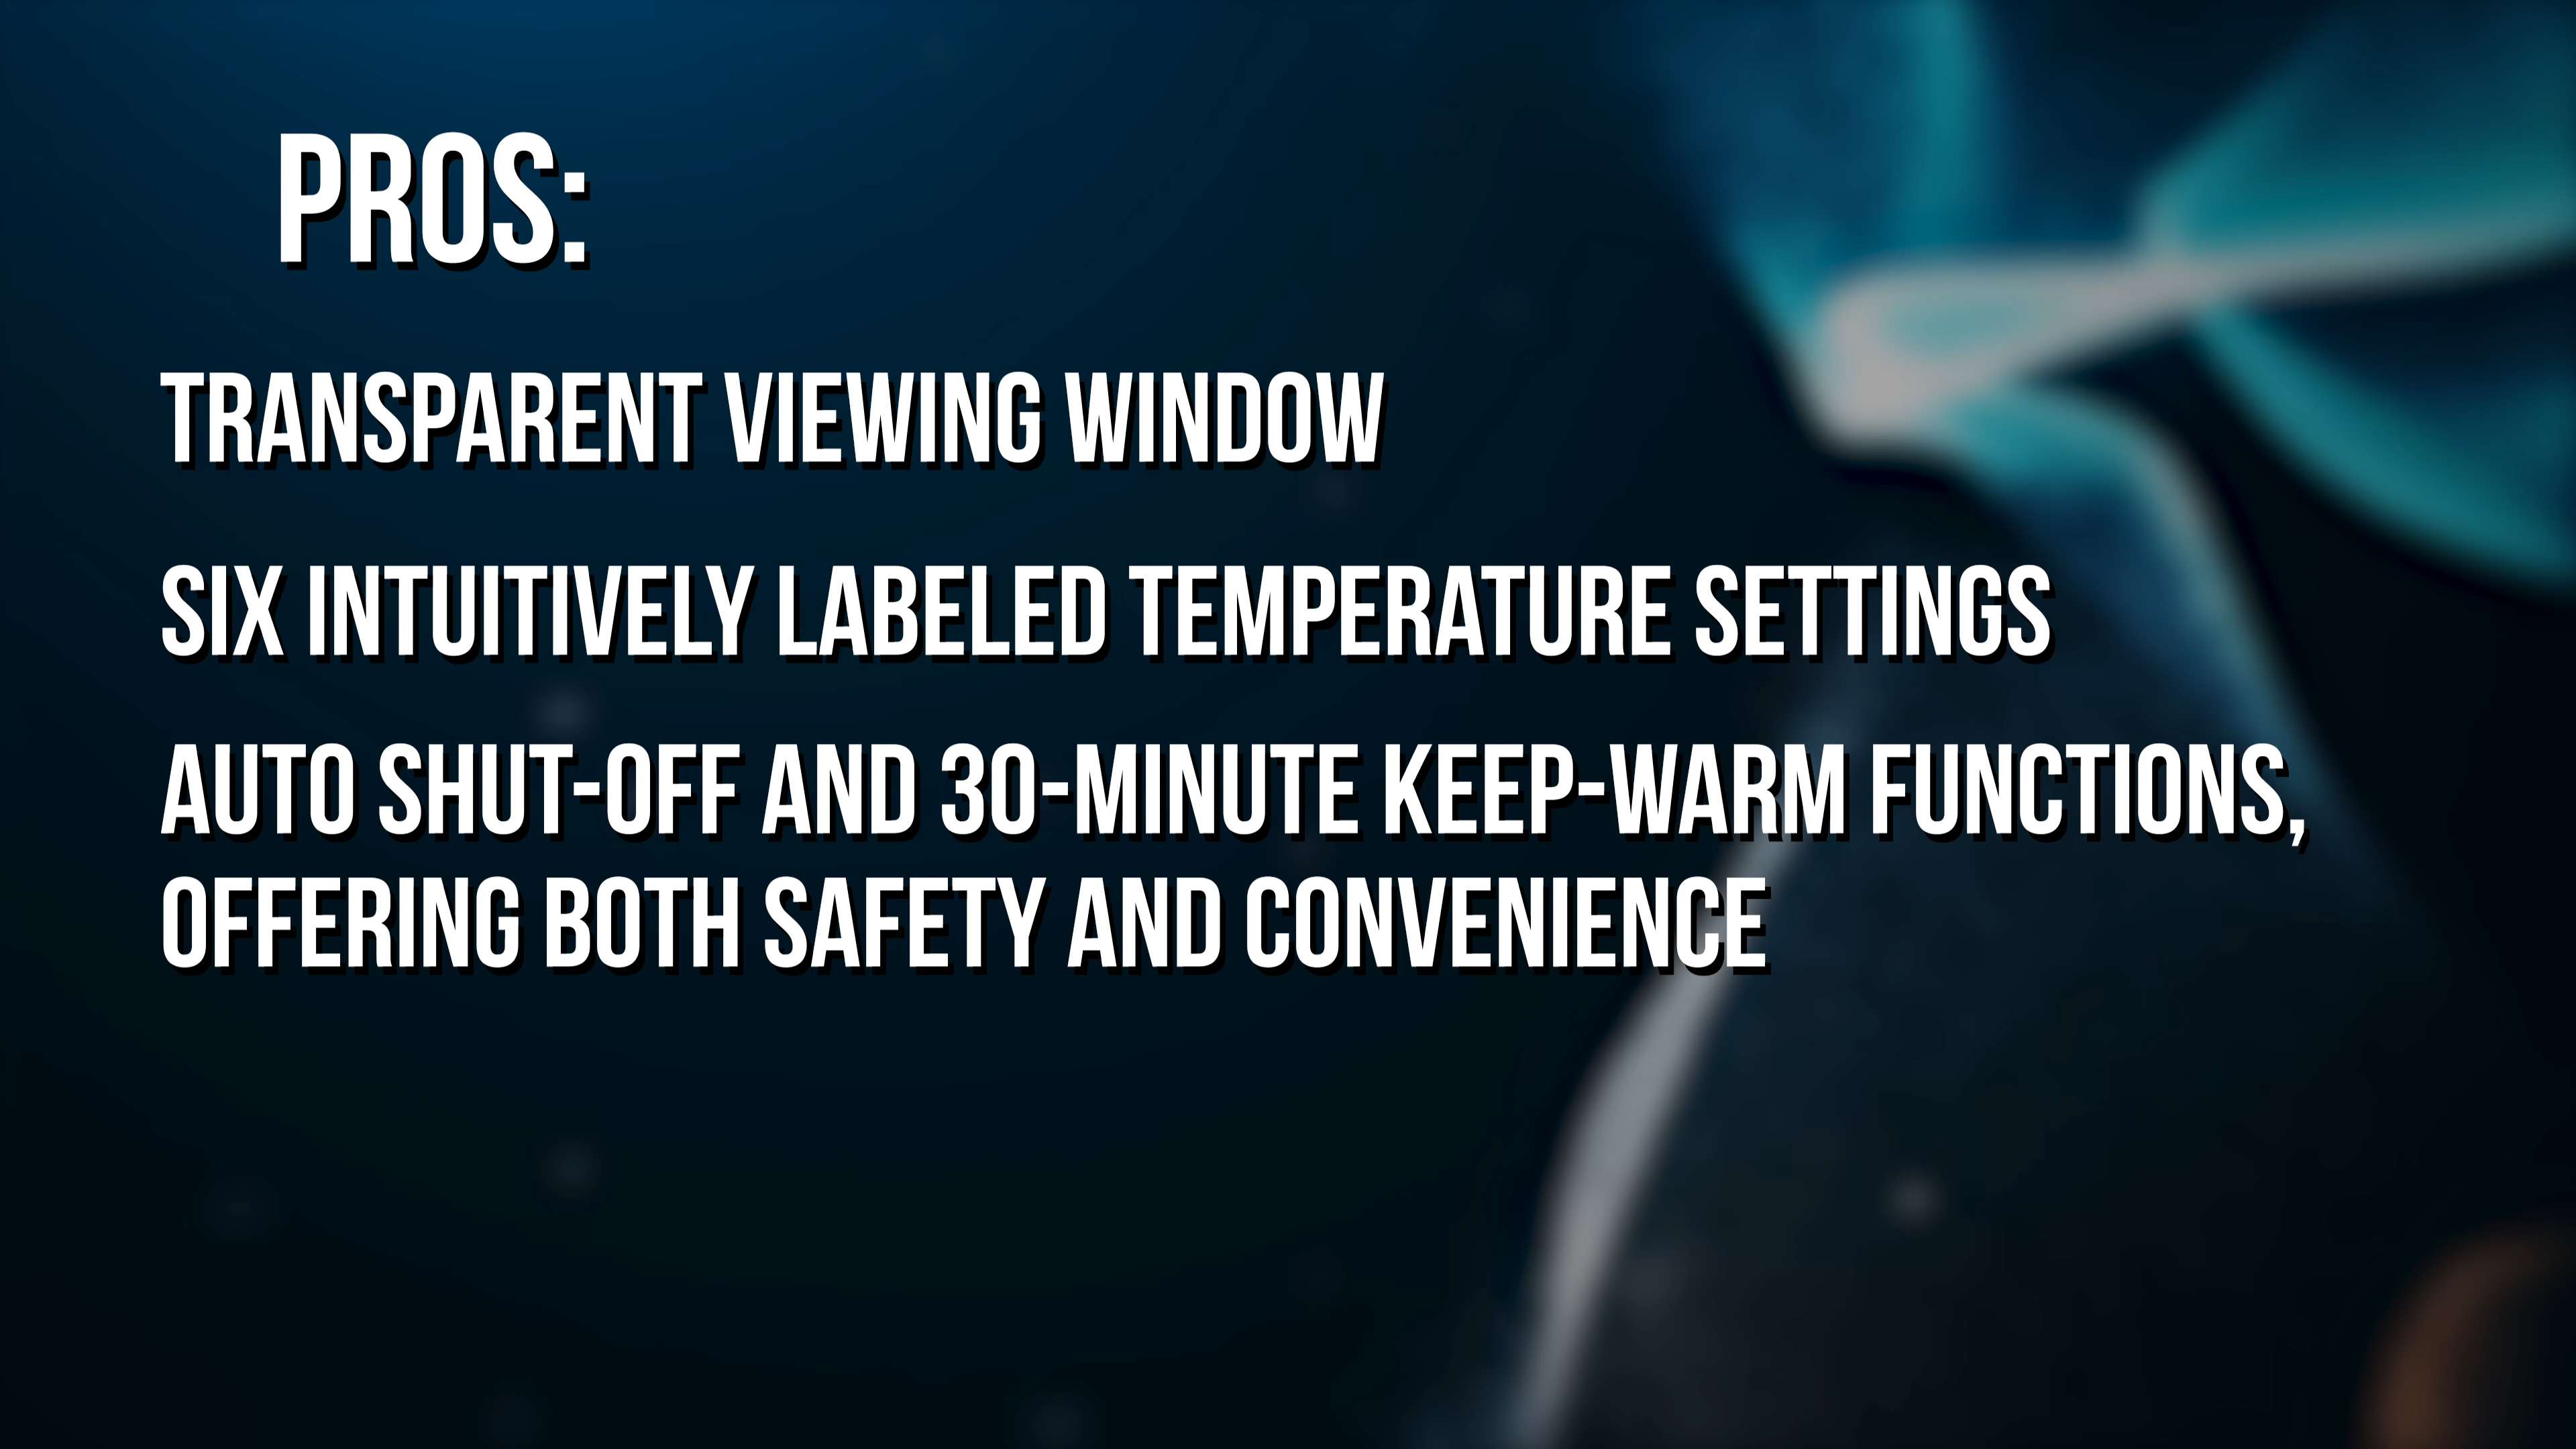 PROS:
TRANSPARENT VIEWING WINDOW
SIX INTUITIVELY LABELED TEMPERATURE SETTINGS
AUTO SHUT-OFF AND 30-MINUTE KEEP-WARM FUNCTIONS,
OFFERING BOTH SAFETY AND CONVENIENCE